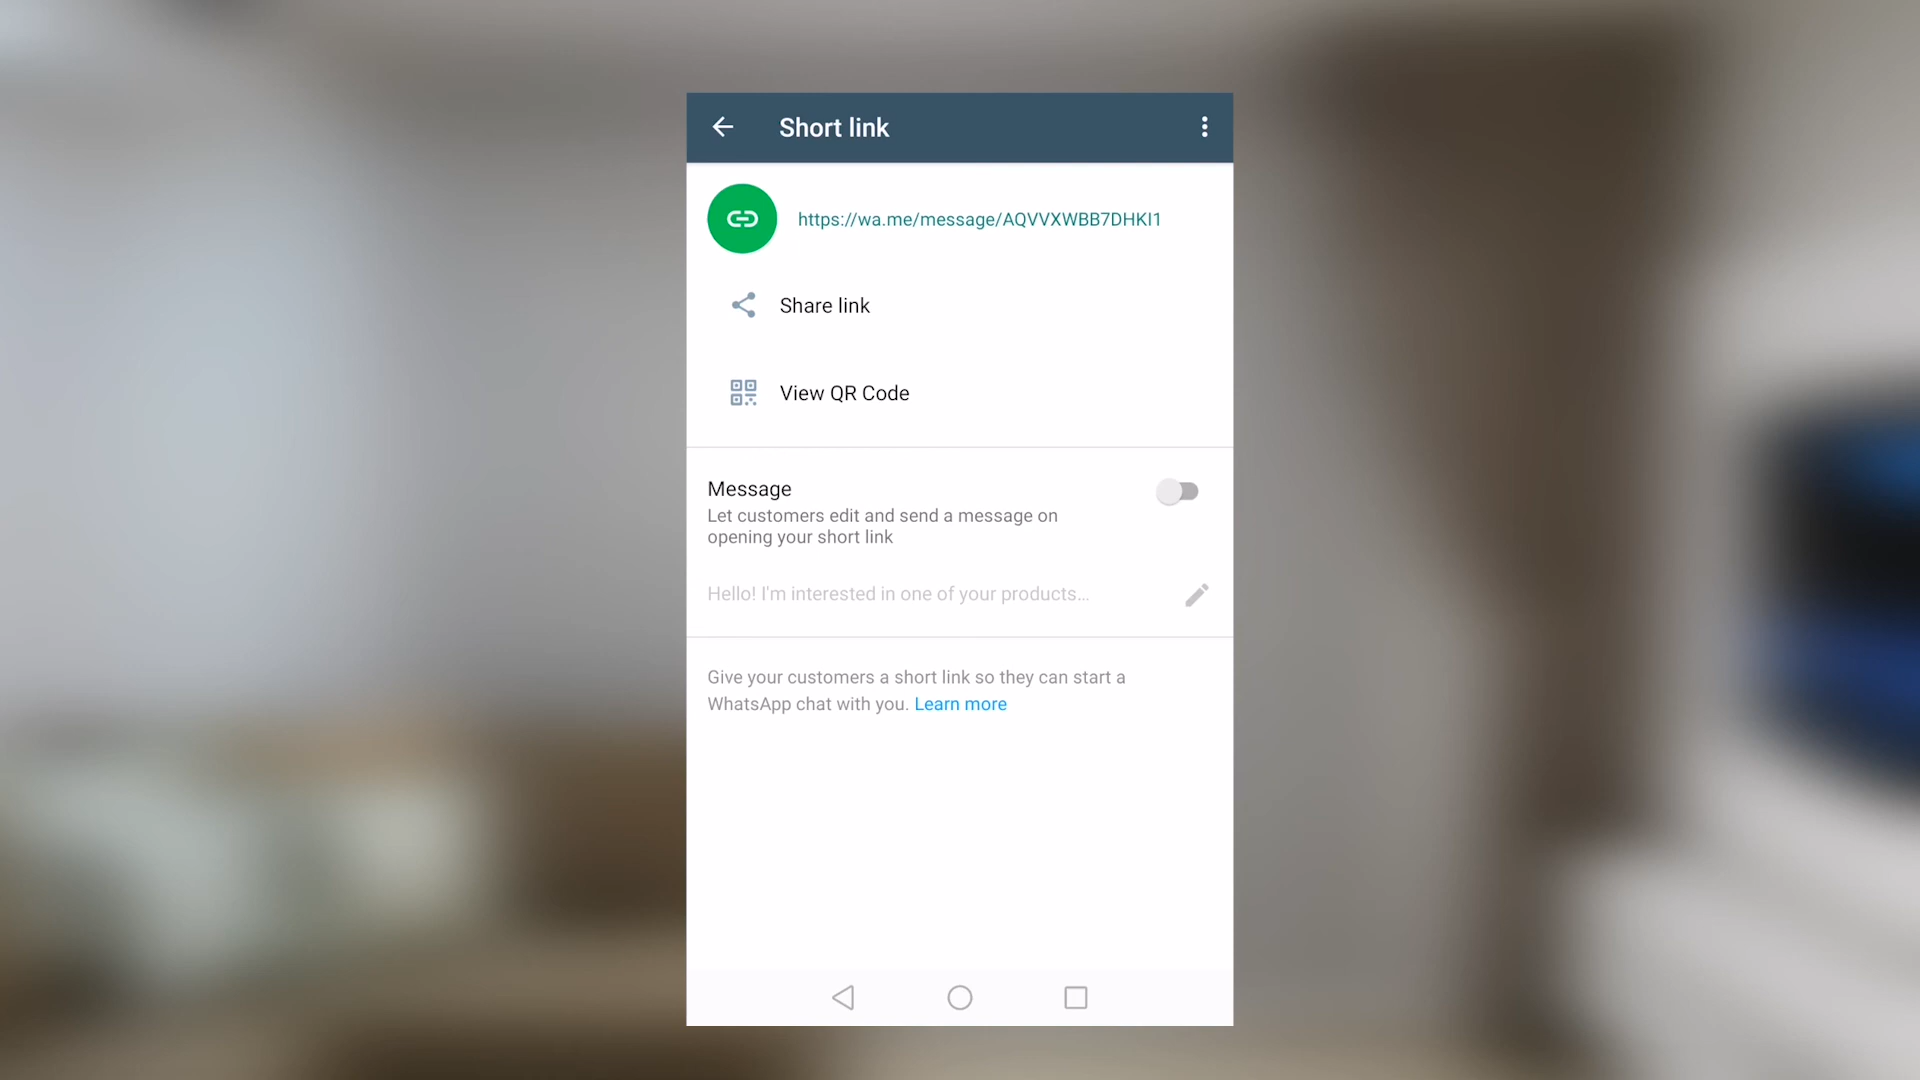 Short link
https://wa.me/message/AQVVXWBB7DHKI1
Share link
View QR Code
Message
Let customers edit and send a message on
opening your short link
Hello! I'm interested in one of your products...
Give your customers a short link so they can start a
WhatsApp chat with you. Learn more